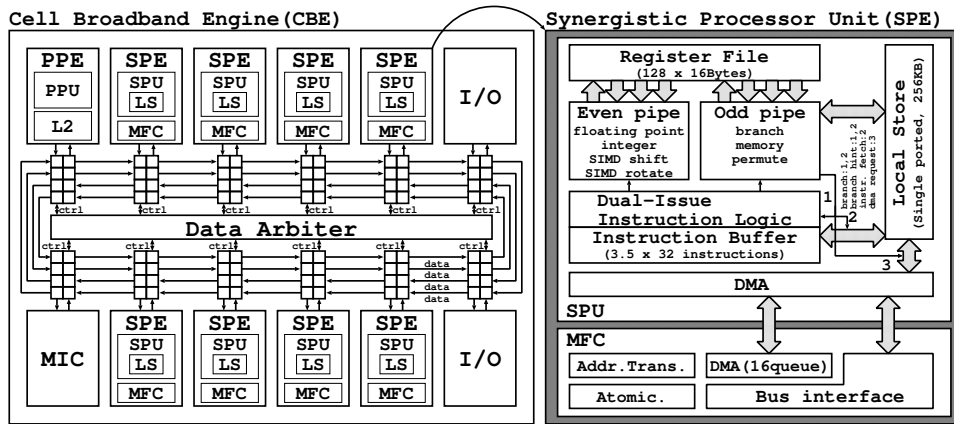 Cell Broadband Engine(CBE)
PPE
PPU
L2
SPE
SPU
LS
MFC
SPE
SPU
LS
MFC
SPE
SPU
LS
MFC
SPE
SPU
LS
MFC
I/O
ctrl
ctrl
ctrl
ctrl
ctrl
ctrl
Data Arbiter
ctrl
ctrl
ctrl
ctrl
ctrl
ctrl
data
data
data
data
MIC
SPE
SPU
LS
MFC
SPE
SPU
LS
MFC
SPE
SPU
LS
MFC
SPE
SPU
LS
MFC
I/O
Synergistic Processor Unit(SPE)
Register File
(128 x 16Bytes)
Even pipe
floating point
integer
SIMD shift
SIMD rotate
Odd pipe
branch
memory
permute
Local Store
(Single ported, 256KB)
branch:1,2
branch hint:1,2
instr. fetch:2
dma request:3
1
2
3
Dual-Issue
Instruction Logic
Instruction Buffer
(3.5 x 32 instructions)
DMA
SPU
MFC
Addr.Trans.
Atomic.
DMA(16queue)
Bus interface